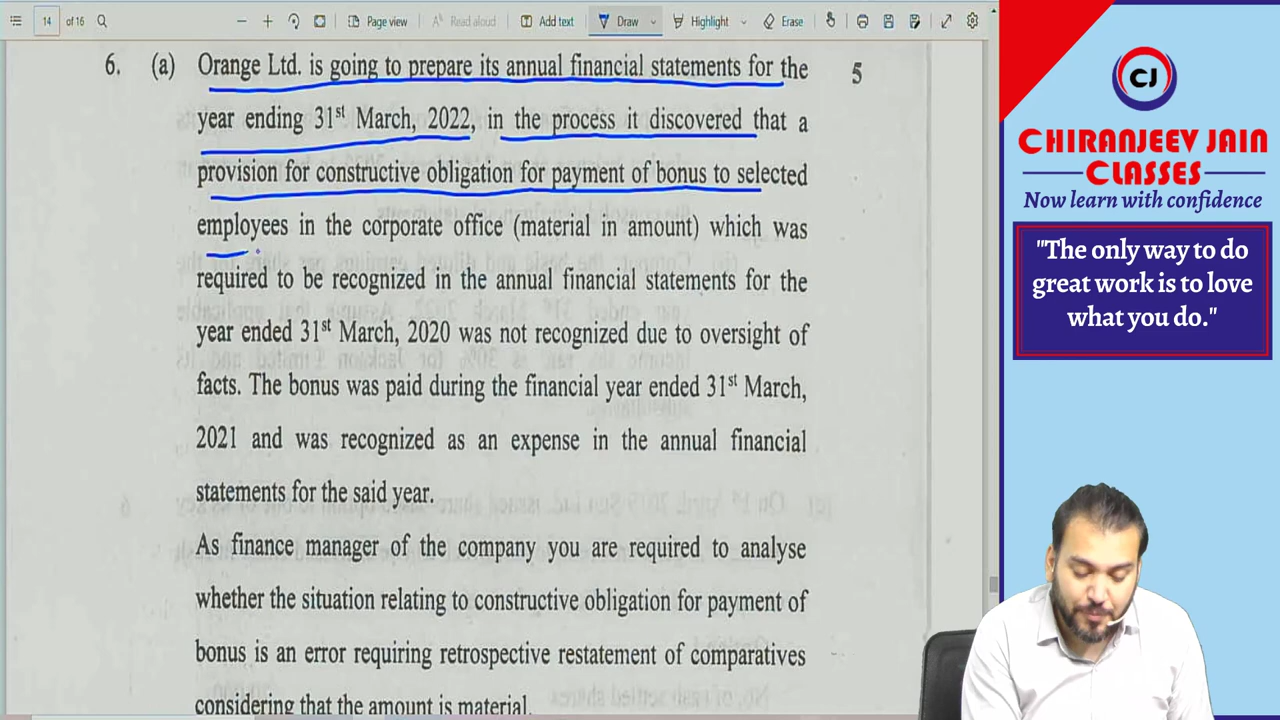 14 of 16 Page view Read aloud Add text Draw Highlight Erase
6. (a) Orange Ltd. is going to prepare its annual financial statements for the 5
year ending 31st March, 2022, in the process it discovered that a
provision for constructive obligation for payment of bonus to selected
employees in the corporate office (material in amount) which was
required to be recognized in the annual financial statements for the
year ended 31st March, 2020 was not recognized due to oversight of
facts. The bonus was paid during the financial year ended 31st March,
2021 and was recognized as an expense in the annual financial
statements for the said year.
As finance manager of the company you are required to analyse
whether the situation relating to constructive obligation for payment of
bonus is an error requiring retrospective restatement of comparatives
considering that the amount is material.
CJ
CHIRANJEEV JAIN
CLASSES
Now learn with confidence
"The only way to do
great work is to love
what you do."